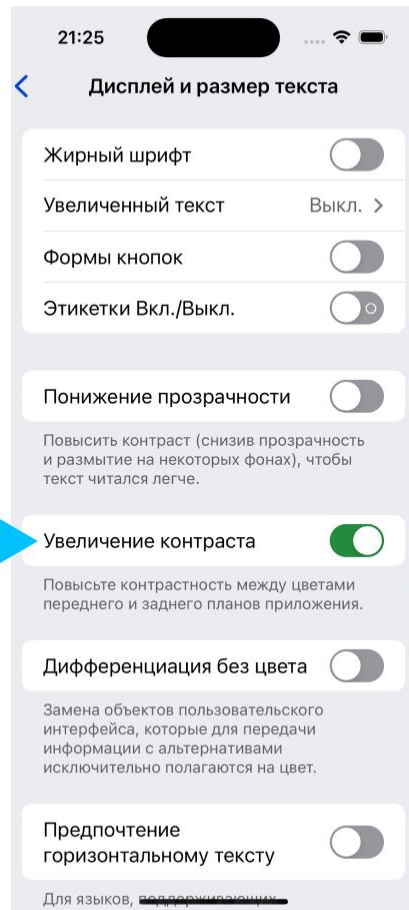 21:25
Дисплей и размер текста
Жирный шрифт
Увеличенный текст Выкл.
Формы кнопок
Этикетки Вкл./Выкл.
Понижение прозрачности
Повысить контраст (снизив прозрачность
и размытие на некоторых фонах), чтобы
текст читался легче.
Увеличение контраста
Повысьте контрастность между цветами
переднего и заднего планов приложения.
Дифференциация без цвета
Замена объектов пользовательского
интерфейса, которые для передачи
информации с альтернативами
исключительно полагаются на цвет.
Предпочтение
горизонтальному тексту
Для языков,